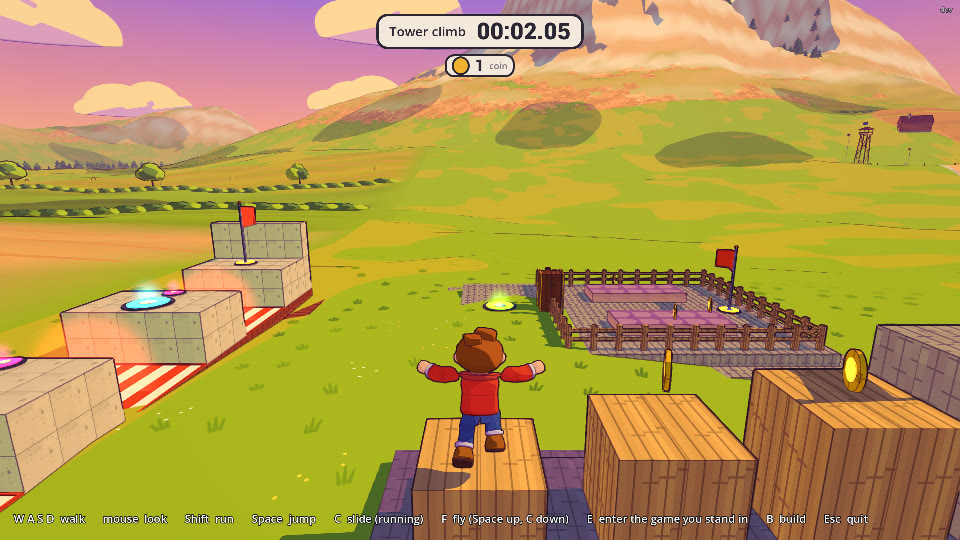 dev
Tower climb 00:02.05
1 coin
W A S D walk mouse look Shift run Space jump C slide (running) F fly (Space up, C down) E enter the game you stand in B build Esc quit